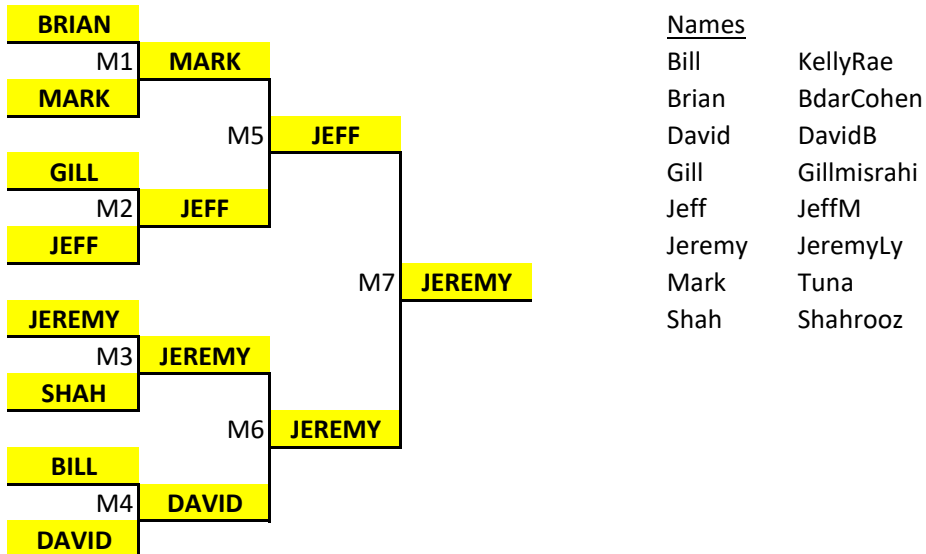 BRIAN Names
M1 MARK Bill KellyRae
MARK Brian BdarCohen
M5 JEFF David DavidB
GILL Gill Gillmisrahi
M2 JEFF Jeff JeffM
JEFF Jeremy JeremyLy
M7 JEREMY Mark Tuna
JEREMY Shah Shahrooz
M3 JEREMY
SHAH
M6 JEREMY
BILL
M4 DAVID
DAVID